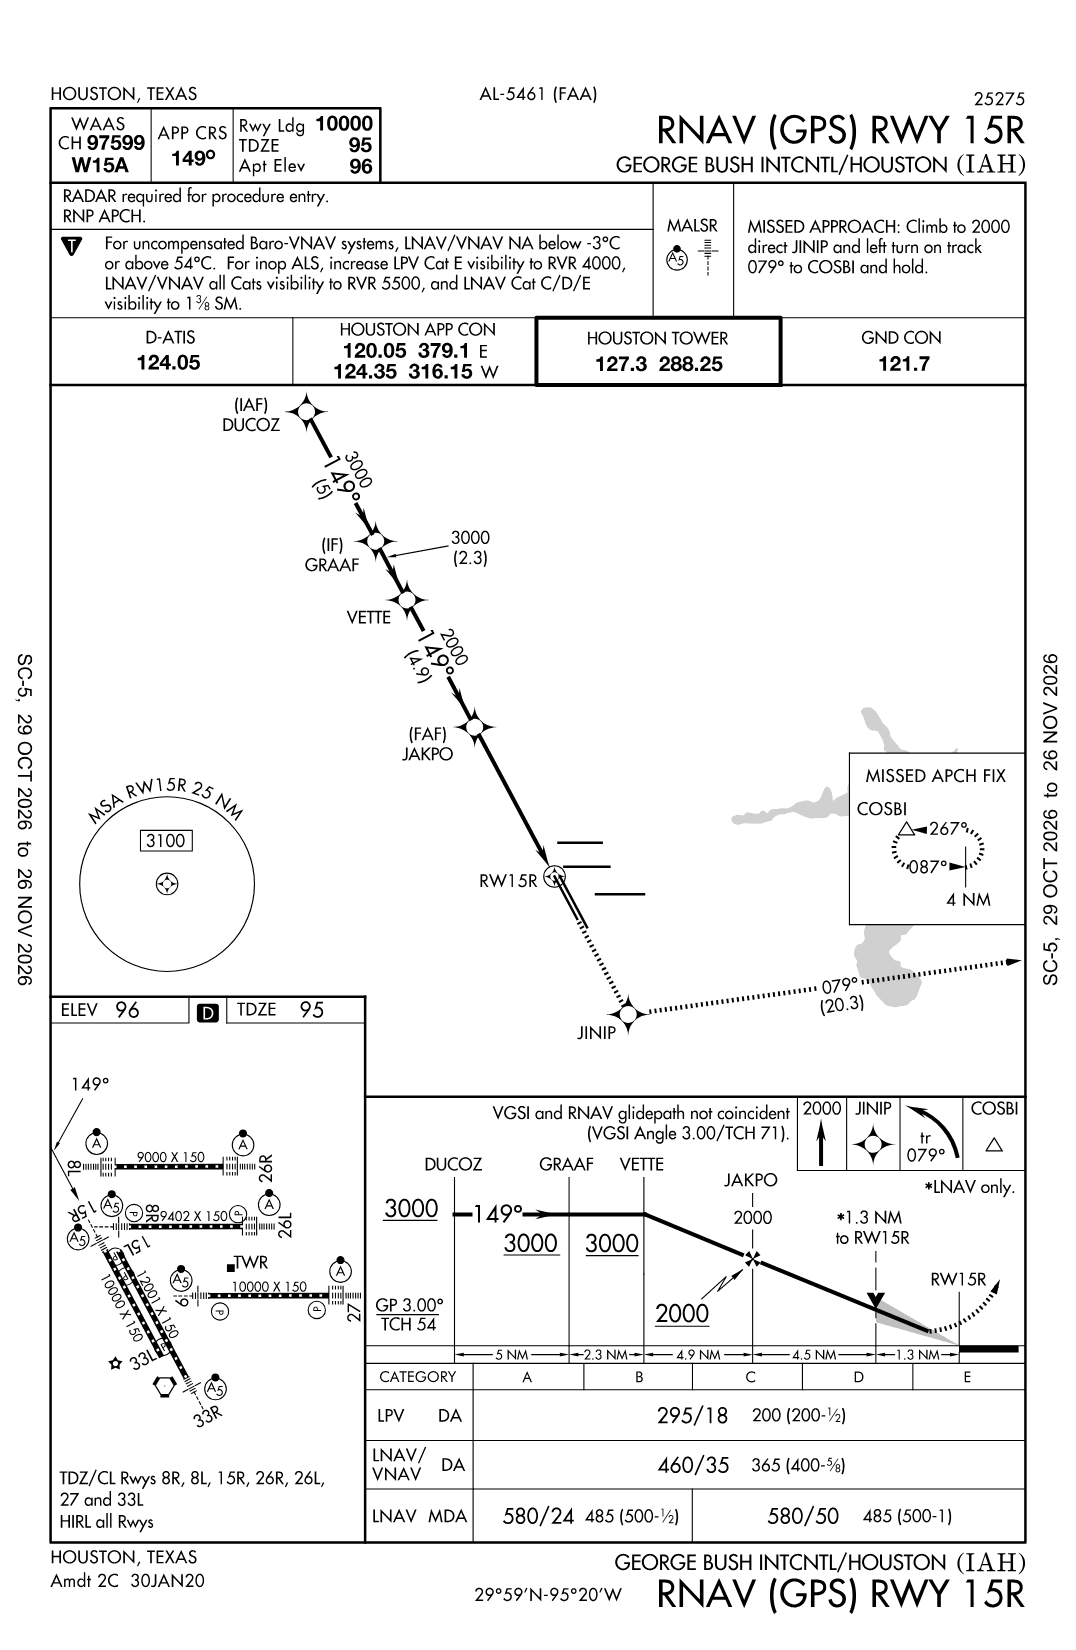 HOUSTON, TEXAS
AL-5461 (FAA)
25275
WAAS
CH 97599
W15A
APP CRS
149°
Rwy Ldg 10000
TDZE 95
Apt Elev 96
RNAV (GPS) RWY 15R
GEORGE BUSH INTCNTL/HOUSTON (IAH)
RADAR required for procedure entry.
RNP APCH.
T
For uncompensated Baro-VNAV systems, LNAV/VNAV NA below -3°C
or above 54°C. For inop ALS, increase LPV Cat E visibility to RVR 4000,
LNAV/VNAV all Cats visibility to RVR 5500, and LNAV Cat C/D/E
visibility to 1⅜ SM.
MALSR
A5
MISSED APPROACH: Climb to 2000
direct JINIP and left turn on track
079° to COSBI and hold.
D-ATIS
124.05
HOUSTON APP CON
120.05 379.1 E
124.35 316.15 W
HOUSTON TOWER
127.3 288.25
GND CON
121.7
(IAF)
DUCOZ
3000
149°
(5)
(IF)
GRAAF
3000
(2.3)
VETTE
2000
149°
(4.9)
(FAF)
JAKPO
RW15R
JINIP
079°
(20.3)
MSA RW15R 25 NM
3100
MISSED APCH FIX
COSBI
267°
087°
4 NM
SC-5, 29 OCT 2026 to 26 NOV 2026
SC-5, 29 OCT 2026 to 26 NOV 2026
ELEV 96
D
TDZE 95
149°
A
A
8L
9000 X 150
26R
A5
A
15R
8R
P
9402 X 150
P
26L
A5
15L
P
P
TWR
A5
A
9
10000 X 150
27
P
P
10000 X 150
12001 X 150
P
33L
A5
33R
TDZ/CL Rwys 8R, 8L, 15R, 26R, 26L,
27 and 33L
HIRL all Rwys
VGSI and RNAV glidepath not coincident
(VGSI Angle 3.00/TCH 71).
2000
JINIP
tr
079°
COSBI
DUCOZ
GRAAF
VETTE
JAKPO
*LNAV only.
3000
149°
3000
3000
2000
2000
*1.3 NM
to RW15R
RW15R
GP 3.00°
TCH 54
5 NM
2.3 NM
4.9 NM
4.5 NM
1.3 NM
CATEGORY A B C D E
LPV DA 295/18 200 (200-½)
LNAV/
VNAV DA 460/35 365 (400-⅝)
LNAV MDA 580/24 485 (500-½) 580/50 485 (500-1)
HOUSTON, TEXAS
Amdt 2C 30JAN20
29°59'N-95°20'W
GEORGE BUSH INTCNTL/HOUSTON (IAH)
RNAV (GPS) RWY 15R